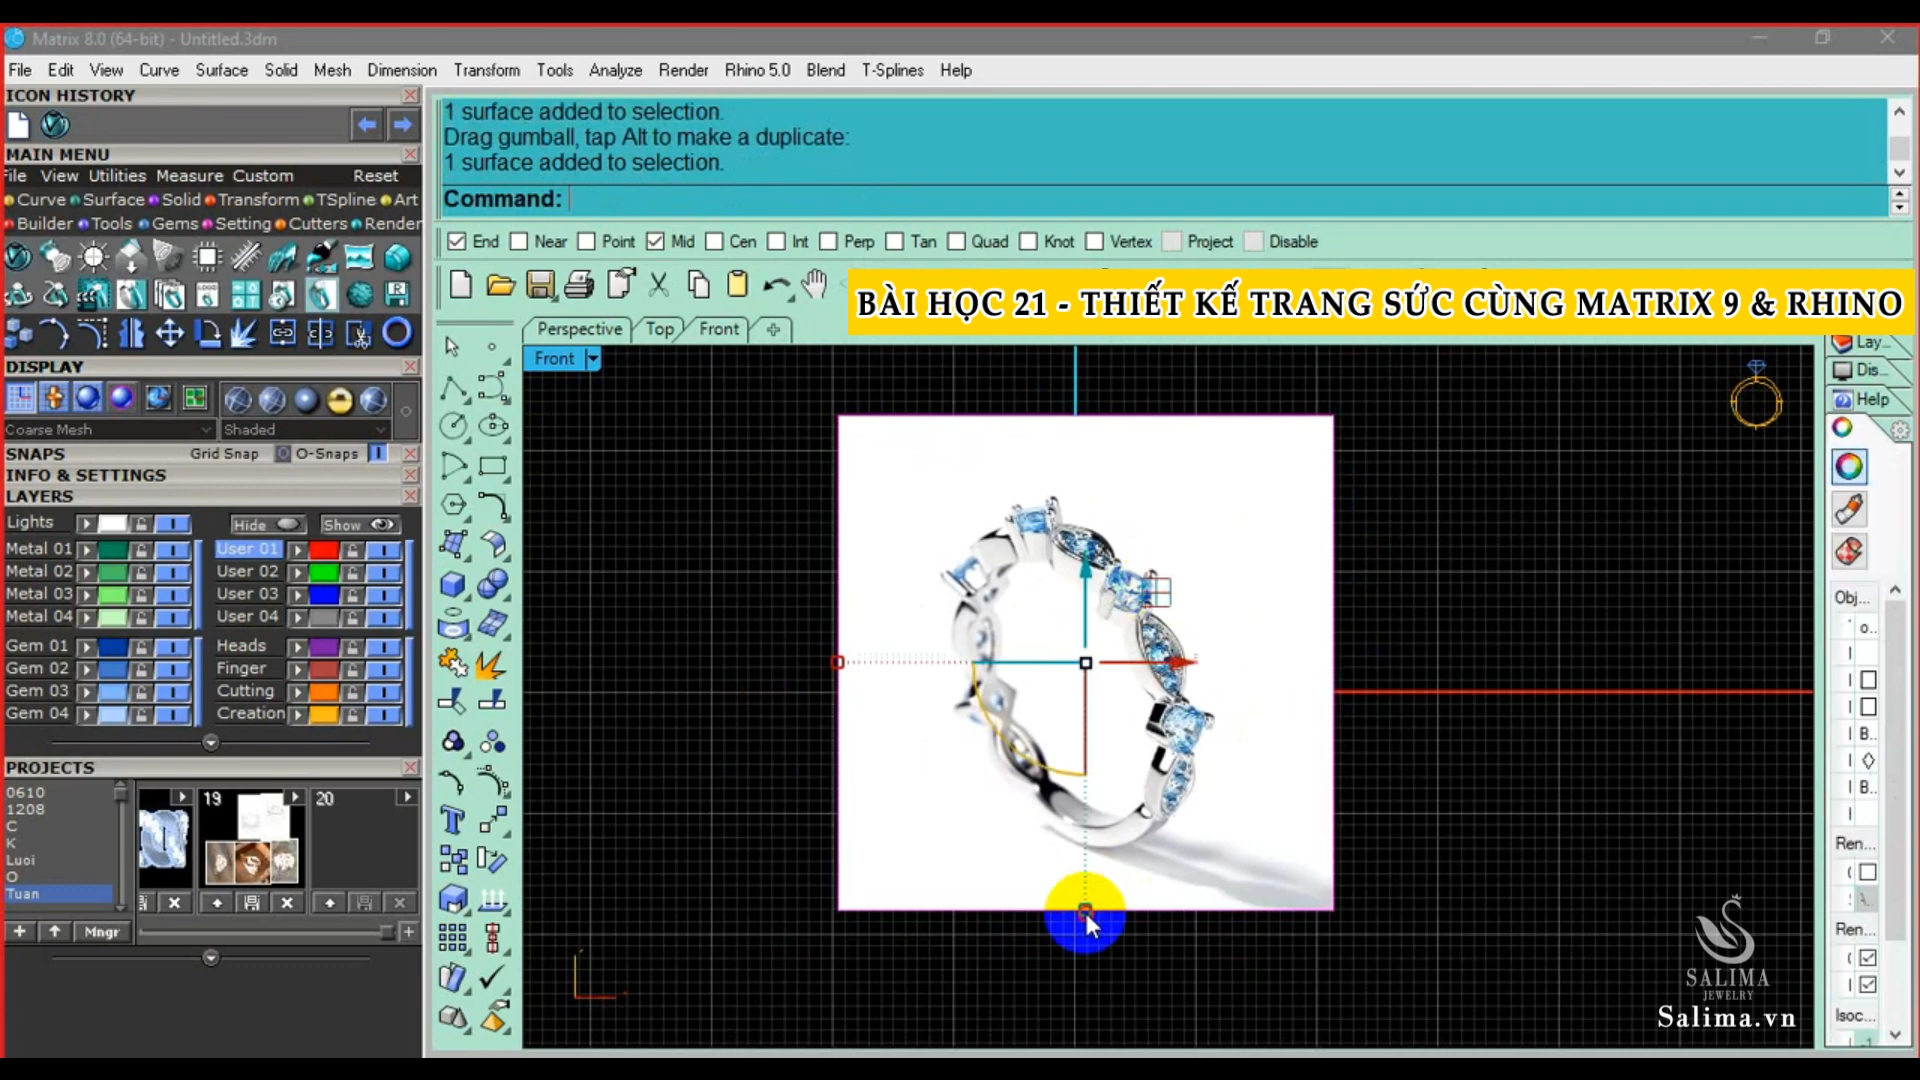 Matrix 8.0 (64-bit) - Untitled.3dm
File Edit View Curve Surface Solid Mesh Dimension Transform Tools Analyze Render Rhino 5.0 Blend T-Splines Help
ICON HISTORY
MAIN MENU
File View Utilities Measure Custom Reset
Curve Surface Solid Transform TSpline Art
Builder Tools Gems Setting Cutters Render
DISPLAY
Coarse Mesh Shaded
SNAPS Grid Snap O-Snaps
INFO & SETTINGS
LAYERS
Lights Hide Show
Metal 01 User 01
Metal 02 User 02
Metal 03 User 03
Metal 04 User 04
Gem 01 Heads
Gem 02 Finger
Gem 03 Cutting
Gem 04 Creation
PROJECTS
0610
1208
C
K
Luoi
O
Tuan
19
20
Mngr
1 surface added to selection.
Drag gumball, tap Alt to make a duplicate:
1 surface added to selection.
Command:
End Near Point Mid Cen Int Perp Tan Quad Knot Vertex Project Disable
BÀI HỌC 21 - THIẾT KẾ TRANG SỨC CÙNG MATRIX 9 & RHINO
Perspective Top Front
Front
Lay...
Dis...
Help
Obj...
o..
B..
B..
Ren...
Ren...
Isoc...
SALIMA
JEWELRY
Salima.vn